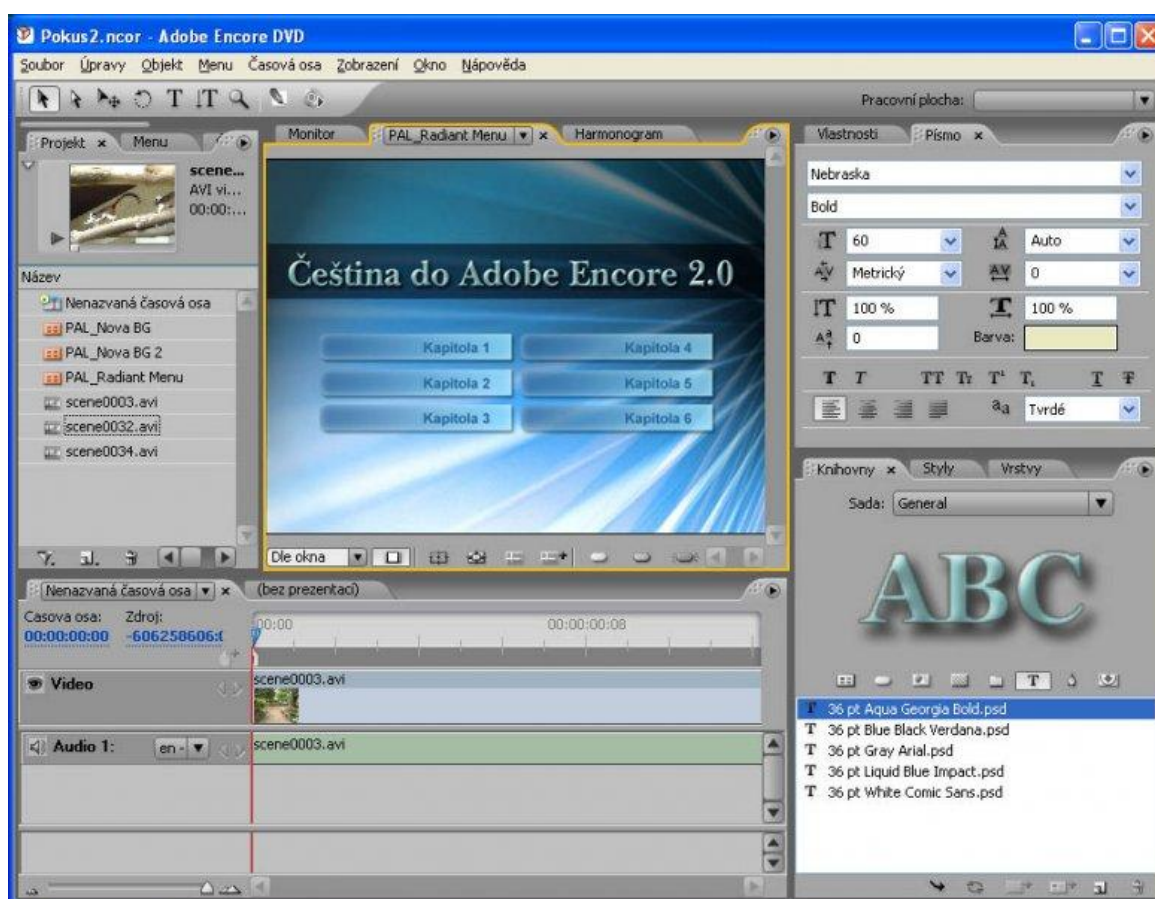 Pokus2.ncor - Adobe Encore DVD
Soubor Úpravy Objekt Menu Časová osa Zobrazení Okno Nápověda
Pracovní plocha:
Projekt Menu
scene...
AVI vi...
00:00:...
Název
Nenazvaná časová osa
PAL_Nova BG
PAL_Nova BG 2
PAL_Radiant Menu
scene0003.avi
scene0032.avi
scene0034.avi
Monitor PAL_Radiant Menu Harmonogram
Čeština do Adobe Encore 2.0
Kapitola 1 Kapitola 4
Kapitola 2 Kapitola 5
Kapitola 3 Kapitola 6
Dle okna
Vlastnosti Písmo
Nebraska
Bold
60 Auto
Metrický 0
100 % 100 %
0 Barva:
Tvrdé
Knihovny Styly Vrstvy
Sada: General
ABC
36 pt Aqua Georgia Bold.psd
36 pt Blue Black Verdana.psd
36 pt Gray Arial.psd
36 pt Liquid Blue Impact.psd
36 pt White Comic Sans.psd
Nenazvaná časová osa (bez prezentací)
Casova osa: Zdroj:
00:00:00:00 -606258606:(
00:00 00:00:00:08
Video scene0003.avi
Audio 1: en - scene0003.avi